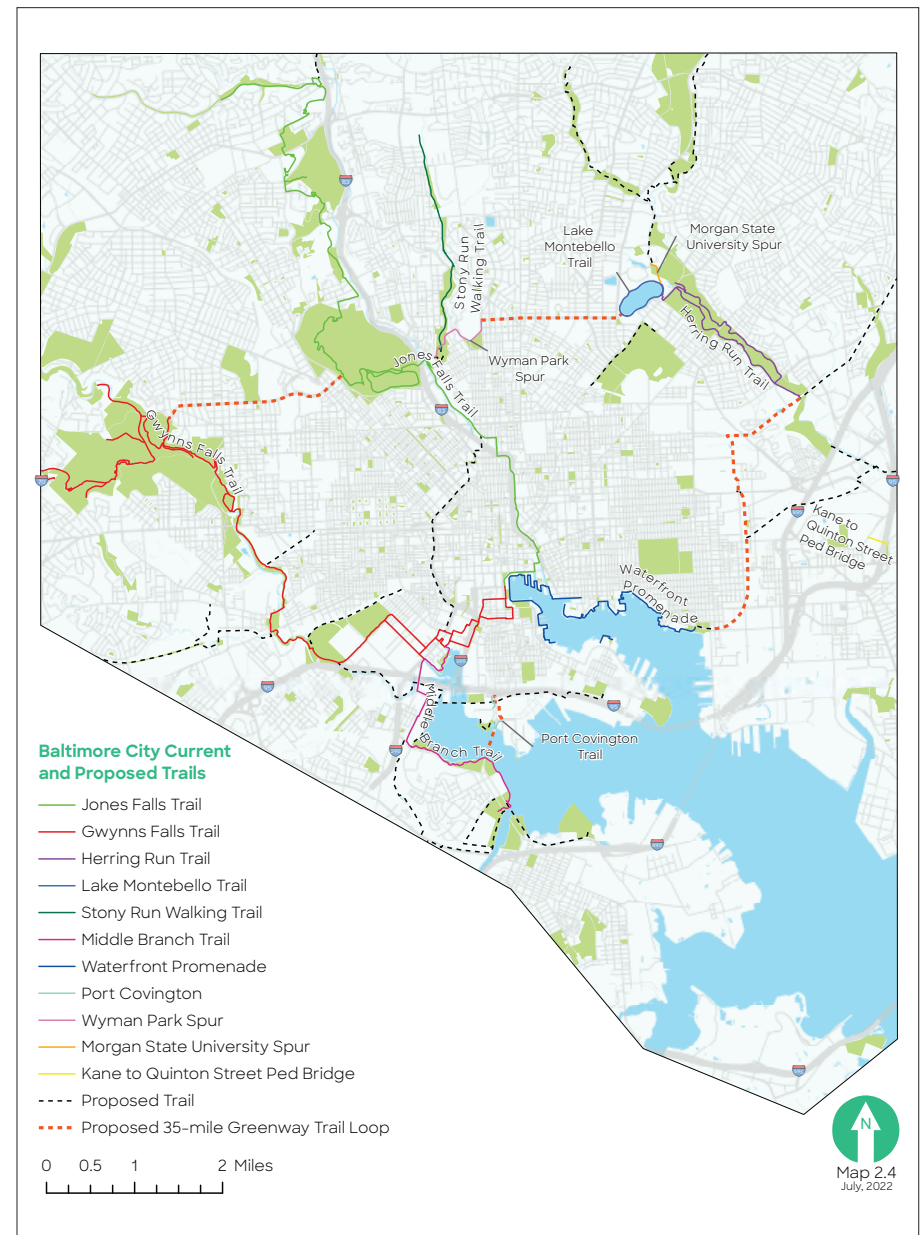 Lake
Montebello
Trail
Morgan State
University Spur
Stony Run
Walking Trail
Herring Run Trail
Wyman Park
Spur
Jones Falls Trail
Gwynns Falls Trail
Kane to
Quinton Street
Ped Bridge
Waterfront
Promenade
Middle Branch Trail
Port Covington
Trail
Baltimore City Current
and Proposed Trails
Jones Falls Trail
Gwynns Falls Trail
Herring Run Trail
Lake Montebello Trail
Stony Run Walking Trail
Middle Branch Trail
Waterfront Promenade
Port Covington
Wyman Park Spur
Morgan State University Spur
Kane to Quinton Street Ped Bridge
Proposed Trail
Proposed 35-mile Greenway Trail Loop
0 0.5 1 2 Miles
N
Map 2.4
July, 2022